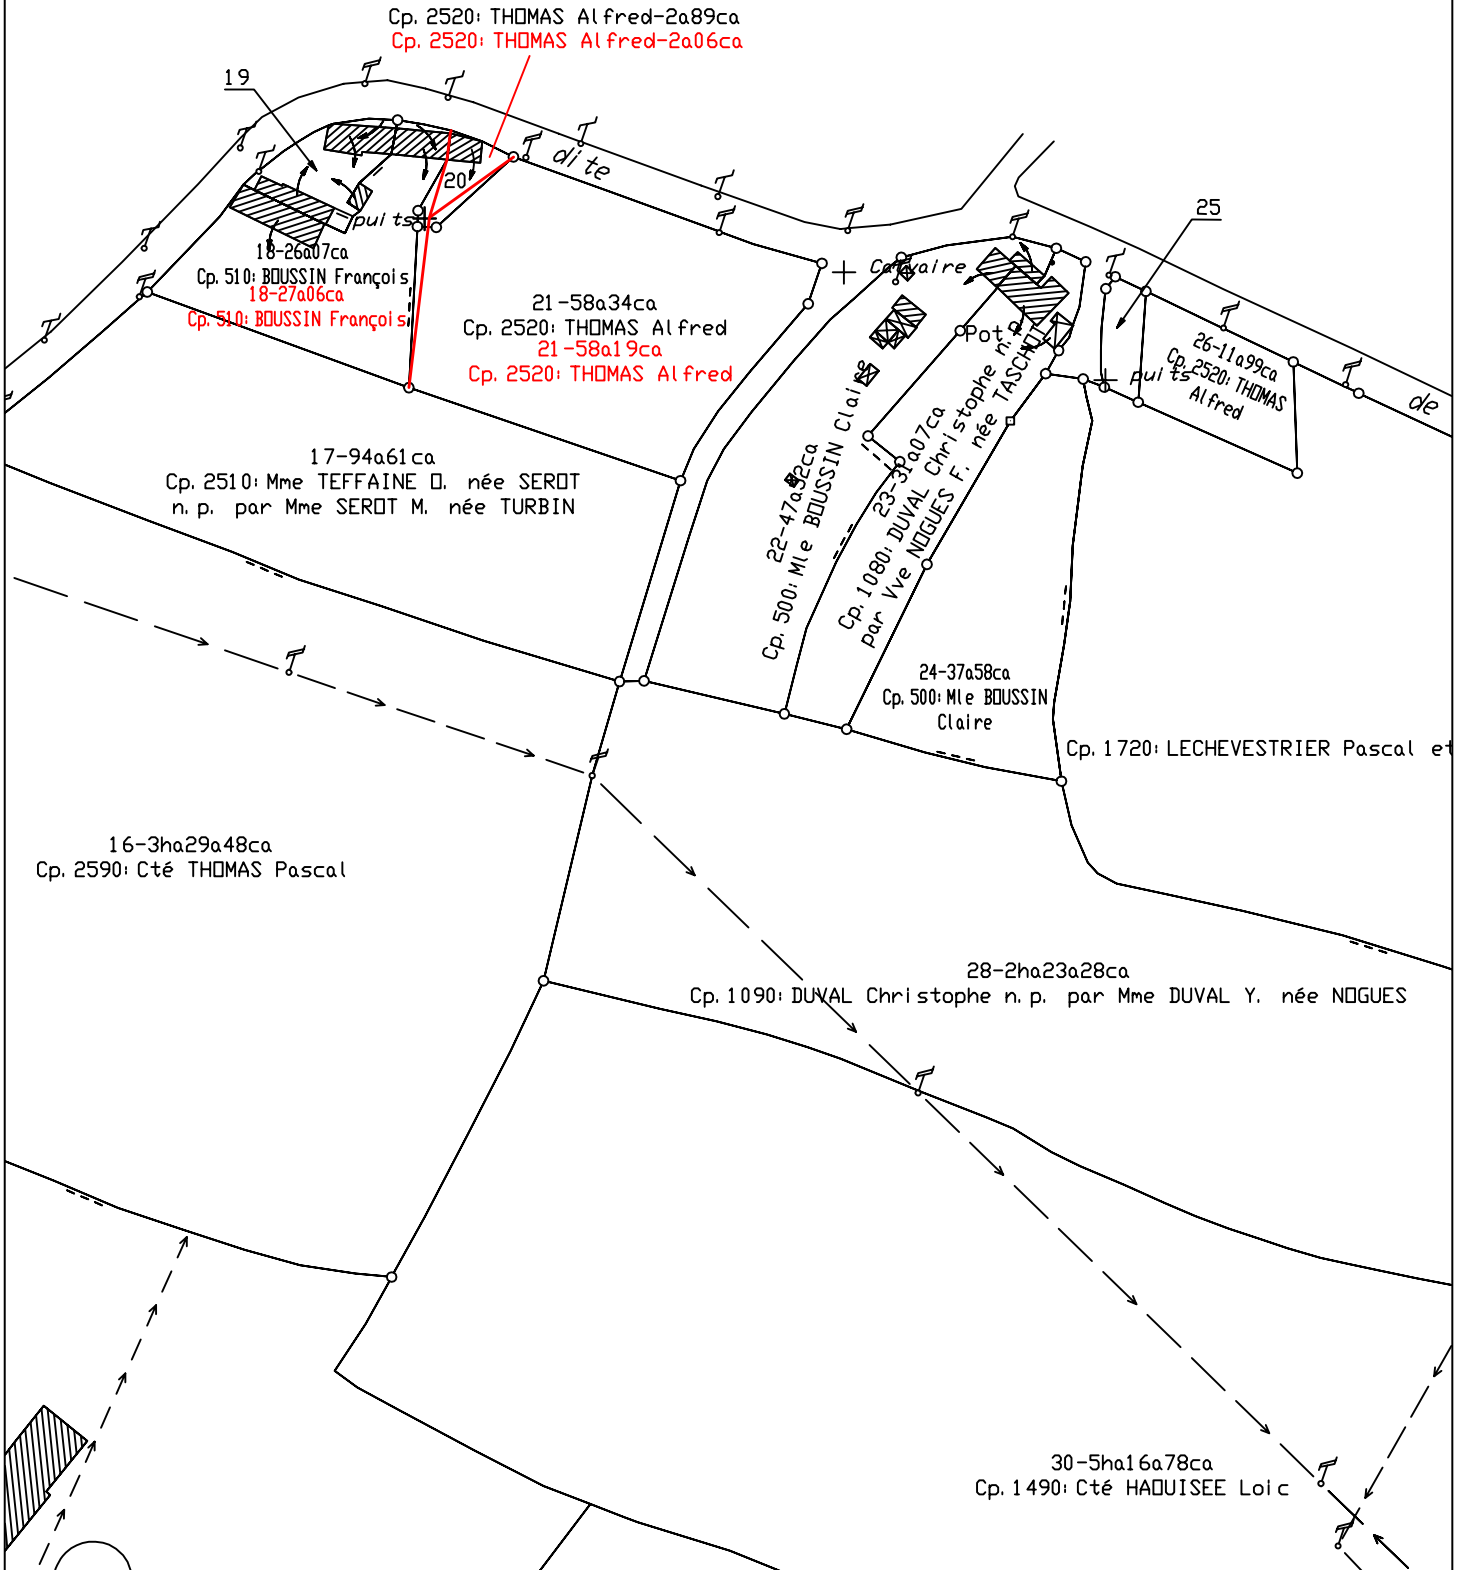 Cp. 2520: THOMAS Alfred-2a89ca
Cp. 2520: THOMAS Alfred-2a06ca
19
dite
20
puits
18-26a07ca
Cp. 510: BOUSSIN François
18-27a06ca
Cp. 510: BOUSSIN François
21-58a34ca
Cp. 2520: THOMAS Alfred
21-58a19ca
Cp. 2520: THOMAS Alfred
Calvaire
25
Pot.
puits
26-11a99ca
Cp. 2520: THOMAS
Alfred
de
17-94a61ca
Cp. 2510: Mme TEFFAINE O. née SEROT
n. p. par Mme SEROT M. née TURBIN
22-47a52ca
Cp. 500: Mle BOUSSIN Claire
23-31a07ca
Cp. 1080: DUVAL Christophe n. p.
par Vve NOGUES F. née TASCHOT
24-37a58ca
Cp. 500: Mle BOUSSIN
Claire
Cp. 1720: LECHEVESTRIER Pascal et
16-3ha29a48ca
Cp. 2590: Cté THOMAS Pascal
28-2ha23a28ca
Cp. 1090: DUVAL Christophe n. p. par Mme DUVAL Y. née NOGUES
30-5ha16a78ca
Cp. 1490: Cté HAOUISEE Loic